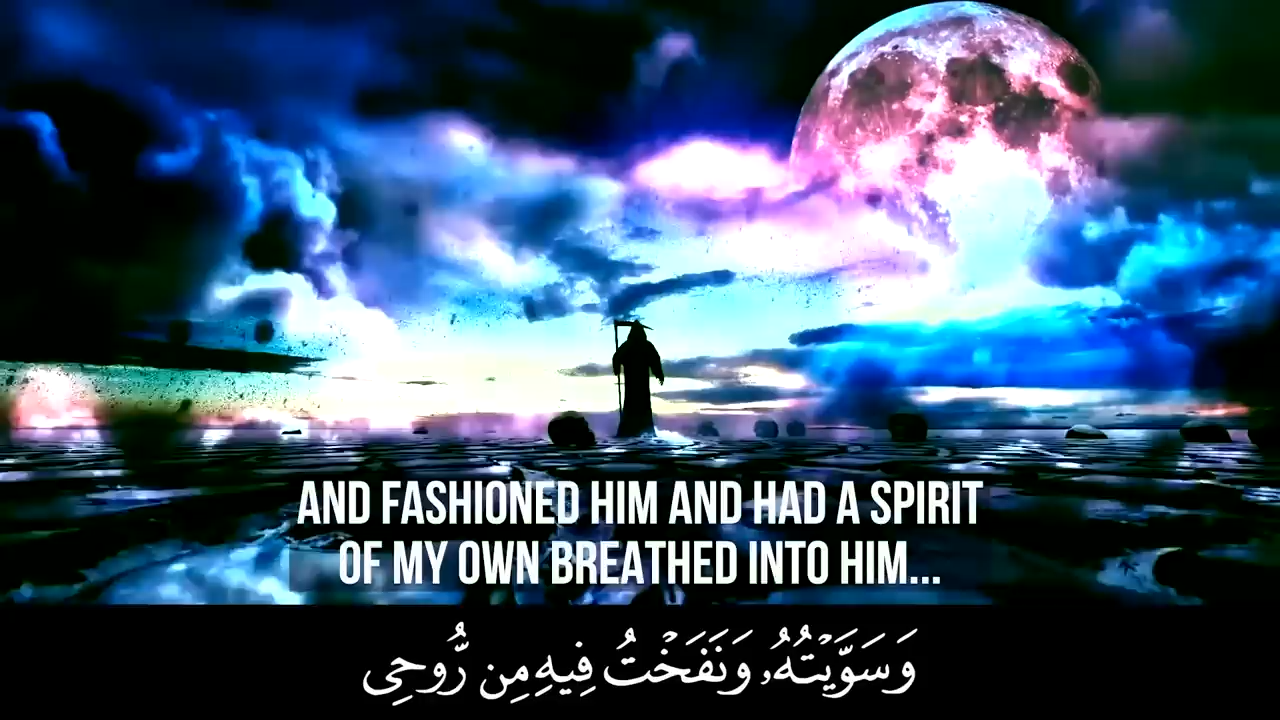 AND FASHIONED HIM AND HAD A SPIRIT
OF MY OWN BREATHED INTO HIM...
وَسَوَّيْتُهُۥ وَنَفَخْتُ فِيهِ مِن رُّوحِى